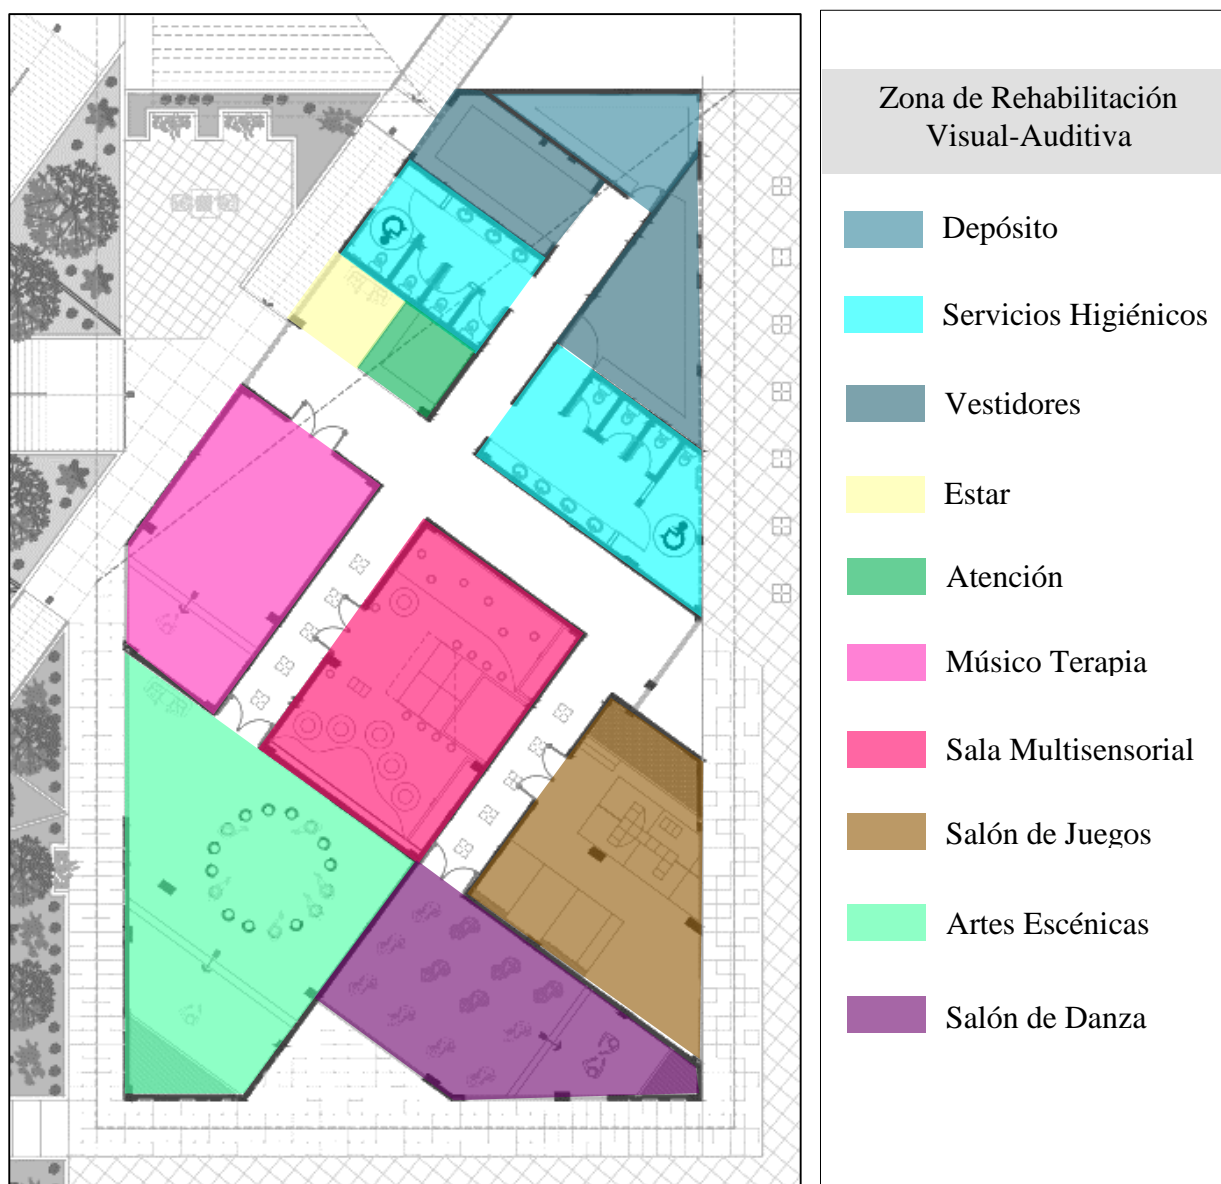 Zona de Rehabilitación
Visual-Auditiva
Depósito
Servicios Higiénicos
Vestidores
Estar
Atención
Músico Terapia
Sala Multisensorial
Salón de Juegos
Artes Escénicas
Salón de Danza